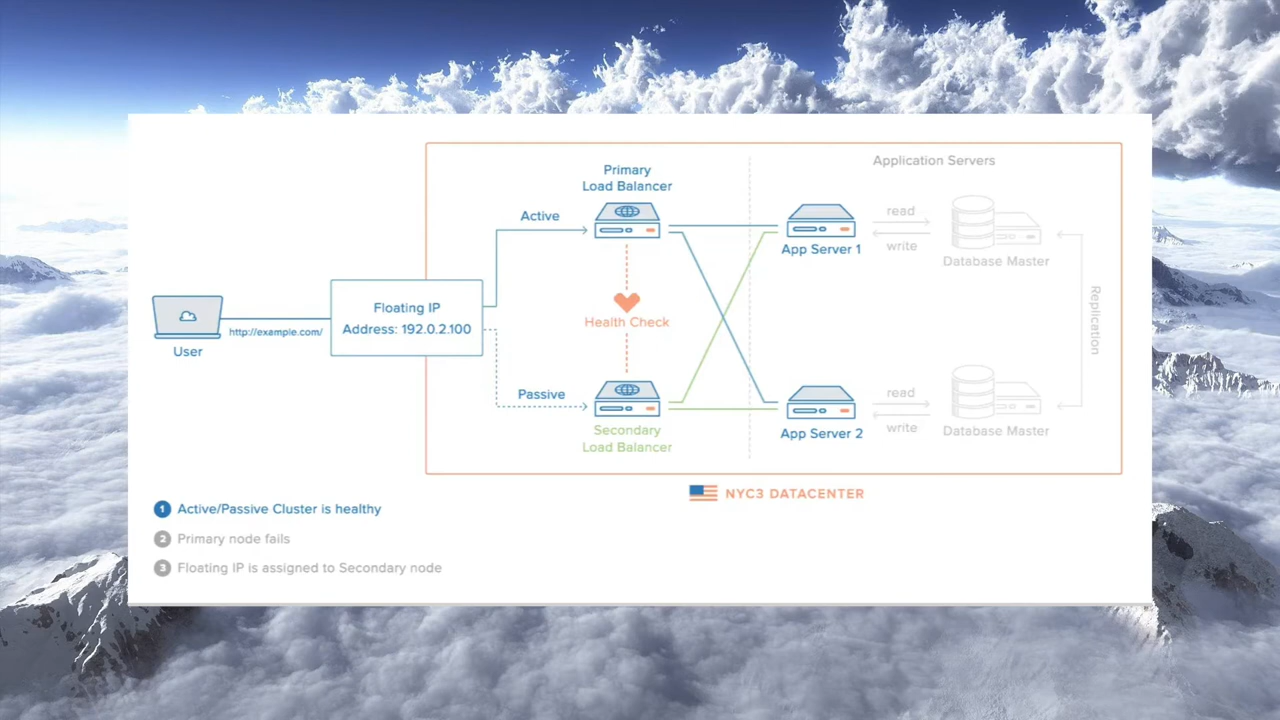 Application Servers
Primary
Load Balancer
Active
read
write
App Server 1
Database Master
Floating IP
Address: 192.0.2.100
http://example.com/
User
Health Check
Replication
Passive
read
write
Secondary
Load Balancer
App Server 2
Database Master
NYC3 DATACENTER
1 Active/Passive Cluster is healthy
2 Primary node fails
3 Floating IP is assigned to Secondary node